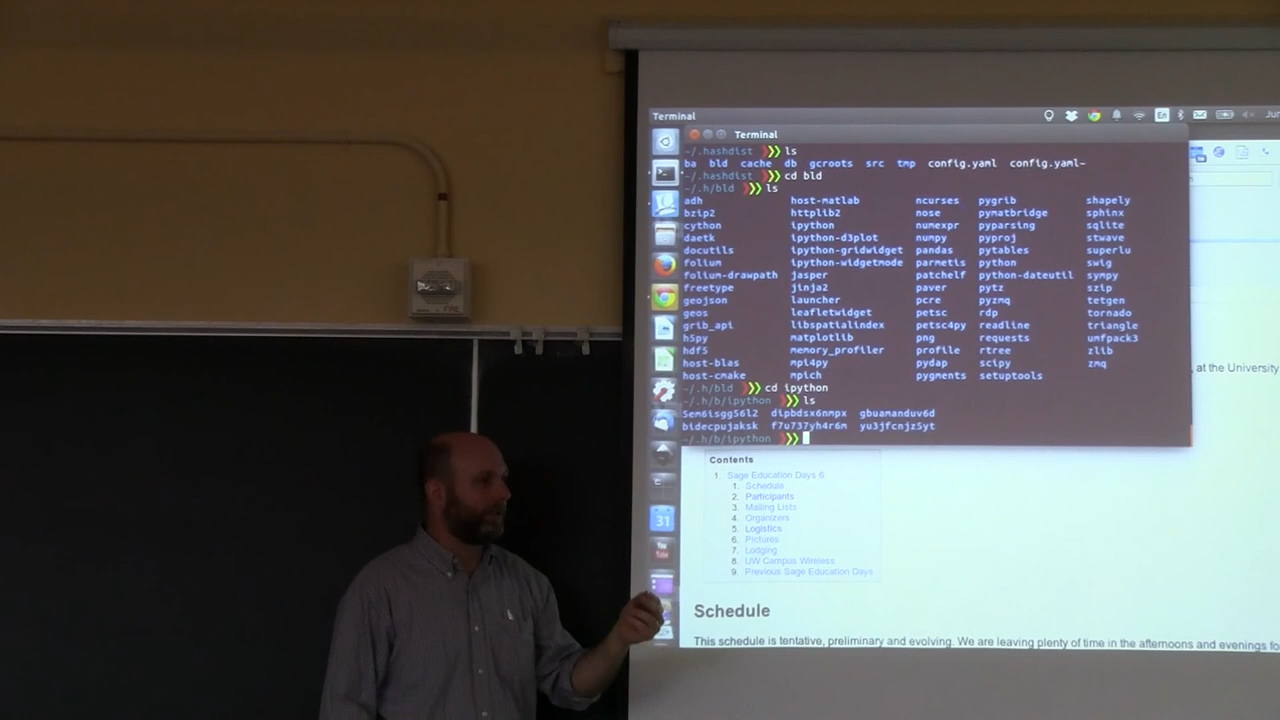 Terminal
En
Terminal
~/.hashdist ❯❯❯ ls
ba bld cache db gcroots src tmp config.yaml config.yaml~
~/.hashdist ❯❯❯ cd bld
~/.h/bld ❯❯❯ ls
adh host-matlab ncurses pygrib shapely
bzip2 httplib2 nose pymatbridge sphinx
cython ipython numexpr pyparsing sqlite
daetk ipython-d3plot numpy pyproj stwave
docutils ipython-gridwidget pandas pytables superlu
folium ipython-widgetmode parmetis python swig
folium-drawpath jasper patchelf python-dateutil sympy
freetype jinja2 paver pytz szip
geojson launcher pcre pyzmq tetgen
geos leafletwidget petsc rdp tornado
grib_api libspatialindex petsc4py readline triangle
h5py matplotlib png requests umfpack3
hdf5 memory_profiler profile rtree zlib
host-blas mpi4py pydap scipy zmq
host-cmake mpich pygments setuptools
, at the University
~/.h/bld ❯❯❯ cd ipython
~/.h/b/ipython ❯❯❯ ls
5em6isgg56l2 dipbdsx6nmpx gbuamanduv6d
bidecpujaksk f7u737yh4r6m yu3jfcnjz5yt
~/.h/b/ipython ❯❯❯
Contents
1. Sage Education Days 6
1. Schedule
2. Participants
3. Mailing Lists
4. Organizers
5. Logistics
6. Pictures
7. Lodging
8. UW Campus Wireless
9. Previous Sage Education Days
31
Schedule
This schedule is tentative, preliminary and evolving. We are leaving plenty of time in the afternoons and evenings
FIRE